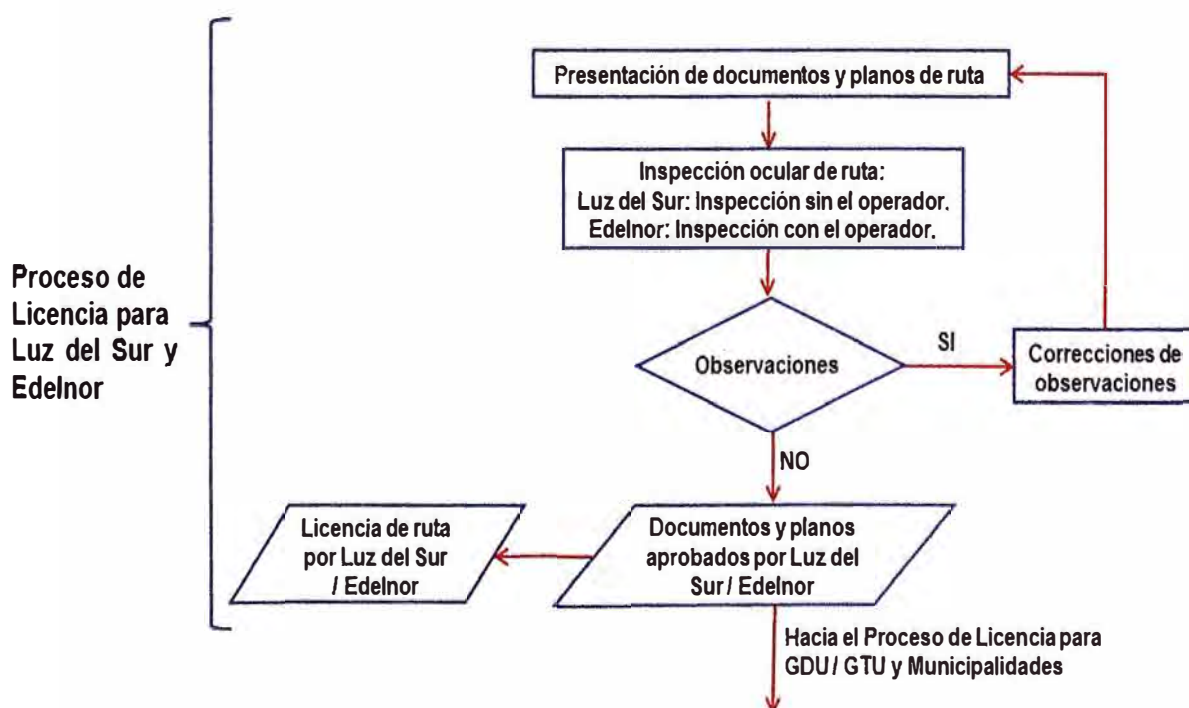 Presentación de documentos y planos de ruta
Inspección ocular de ruta:
Luz del Sur: Inspección sin el operador.
Edelnor: Inspección con el operador.
Proceso de
Licencia para
Luz del Sur y
Edelnor
Observaciones
SI
Correcciones de
observaciones
NO
Licencia de ruta
por Luz del Sur
/ Edelnor
Documentos y planos
aprobados por Luz del
Sur / Edelnor
Hacia el Proceso de Licencia para
GDU / GTU y Municipalidades